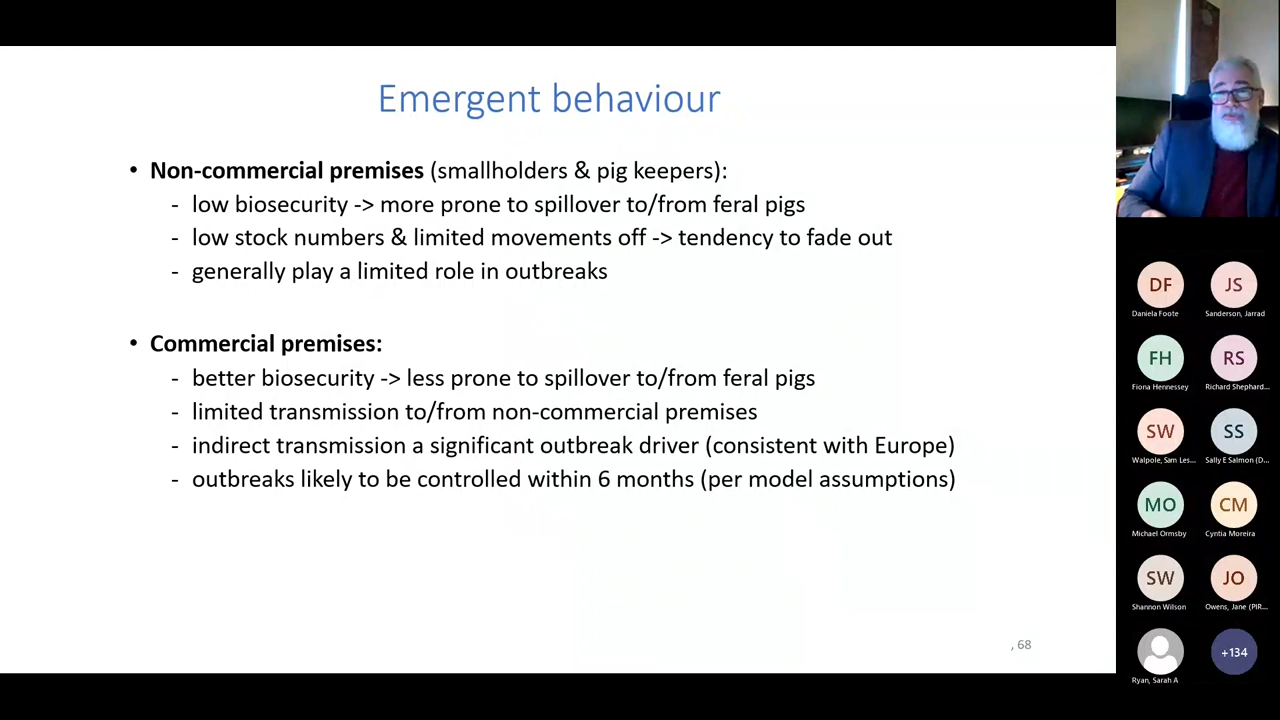 Emergent behaviour
• Non-commercial premises (smallholders & pig keepers):
- low biosecurity -> more prone to spillover to/from feral pigs
- low stock numbers & limited movements off -> tendency to fade out
- generally play a limited role in outbreaks
• Commercial premises:
- better biosecurity -> less prone to spillover to/from feral pigs
- limited transmission to/from non-commercial premises
- indirect transmission a significant outbreak driver (consistent with Europe)
- outbreaks likely to be controlled within 6 months (per model assumptions)
, 68
DF
JS
Daniela Foote
Sanderson, Jarrad
FH
RS
Fiona Hennessey
Richard Shephard...
SW
SS
Walpole, Sam Les...
Sally E Salmon (D...
MO
CM
Michael Ormsby
Cyntia Moreira
SW
JO
Shannon Wilson
Owens, Jane (PIR...
+134
Ryan, Sarah A